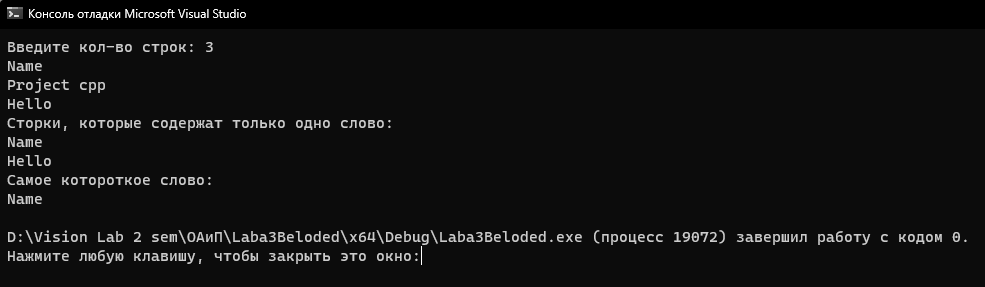 Консоль отладки Microsoft Visual Studio
Введите кол-во строк: 3
Name
Project cpp
Hello
Сторки, которые содержат только одно слово:
Name
Hello
Самое котороткое слово:
Name
D:\Vision Lab 2 sem\ОАиП\Laba3Beloded\x64\Debug\Laba3Beloded.exe (процесс 19072) завершил работу с кодом 0.
Нажмите любую клавишу, чтобы закрыть это окно: